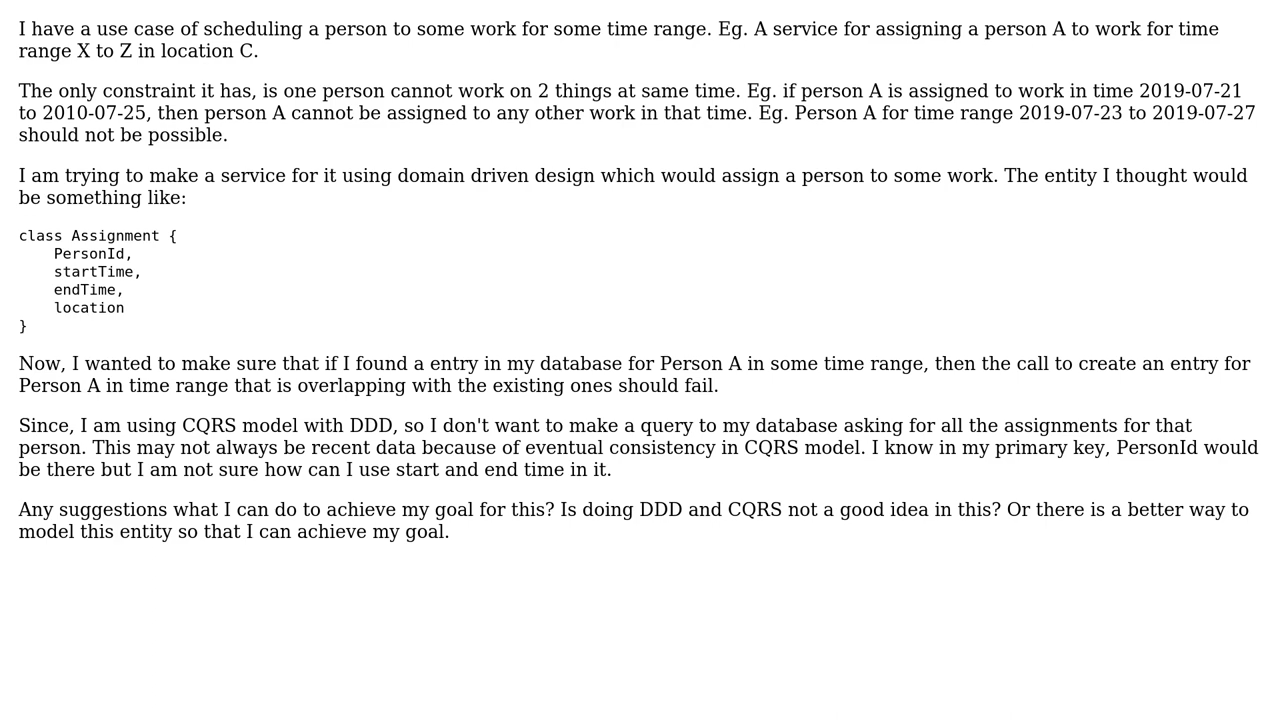 I have a use case of scheduling a person to some work for some time range. Eg. A service for assigning a person A to work for time
range X to Z in location C.
The only constraint it has, is one person cannot work on 2 things at same time. Eg. if person A is assigned to work in time 2019-07-21
to 2010-07-25, then person A cannot be assigned to any other work in that time. Eg. Person A for time range 2019-07-23 to 2019-07-27
should not be possible.
I am trying to make a service for it using domain driven design which would assign a person to some work. The entity I thought would
be something like:
class Assignment {
    PersonId,
    startTime,
    endTime,
    location
}
Now, I wanted to make sure that if I found a entry in my database for Person A in some time range, then the call to create an entry for
Person A in time range that is overlapping with the existing ones should fail.
Since, I am using CQRS model with DDD, so I don't want to make a query to my database asking for all the assignments for that
person. This may not always be recent data because of eventual consistency in CQRS model. I know in my primary key, PersonId would
be there but I am not sure how can I use start and end time in it.
Any suggestions what I can do to achieve my goal for this? Is doing DDD and CQRS not a good idea in this? Or there is a better way to
model this entity so that I can achieve my goal.